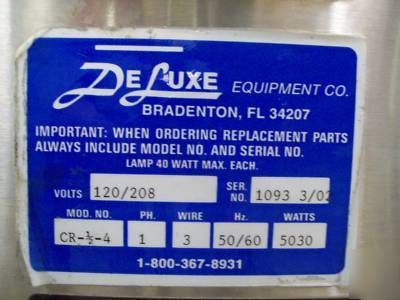 DELUXE EQUIPMENT CO.
BRADENTON, FL 34207
IMPORTANT: WHEN ORDERING REPLACEMENT PARTS
ALWAYS INCLUDE MODEL NO. AND SERIAL NO.
LAMP 40 WATT MAX. EACH.
VOLTS 120/208 SER. NO. 1093 3/02
MOD. NO. PH. WIRE Hz. WATTS
CR-½-4 1 3 50/60 5030
1-800-367-8931